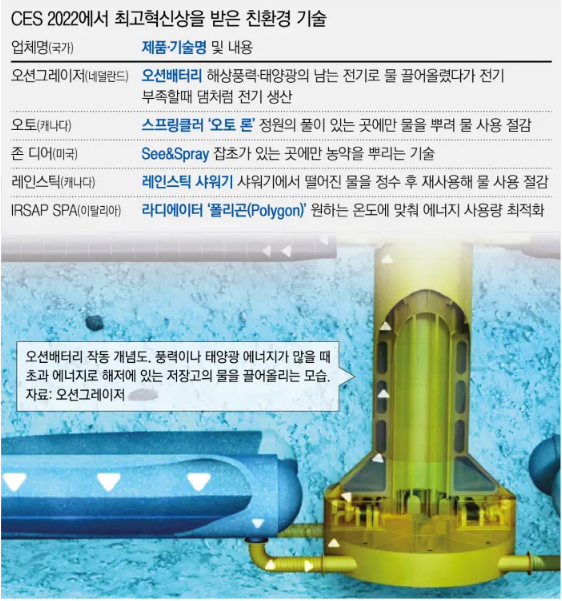 CES 2022에서 최고혁신상을 받은 친환경 기술
업체명(국가) 제품·기술명 및 내용
오션그레이저(네덜란드) 오션배터리 해상풍력·태양광의 남는 전기로 물 끌어올렸다가 전기
부족할때 댐처럼 전기 생산
오토(캐나다) 스프링클러 ‘오토 론’ 정원의 풀이 있는 곳에만 물을 뿌려 물 사용 절감
존 디어(미국) See&Spray 잡초가 있는 곳에만 농약을 뿌리는 기술
레인스틱(캐나다) 레인스틱 샤워기 샤워기에서 떨어진 물을 정수 후 재사용해 물 사용 절감
IRSAP SPA(이탈리아) 라디에이터 ‘폴리곤(Polygon)’ 원하는 온도에 맞춰 에너지 사용량 최적화
오션배터리 작동 개념도. 풍력이나 태양광 에너지가 많을 때
초과 에너지로 해저에 있는 저장고의 물을 끌어올리는 모습.
자료: 오션그레이저